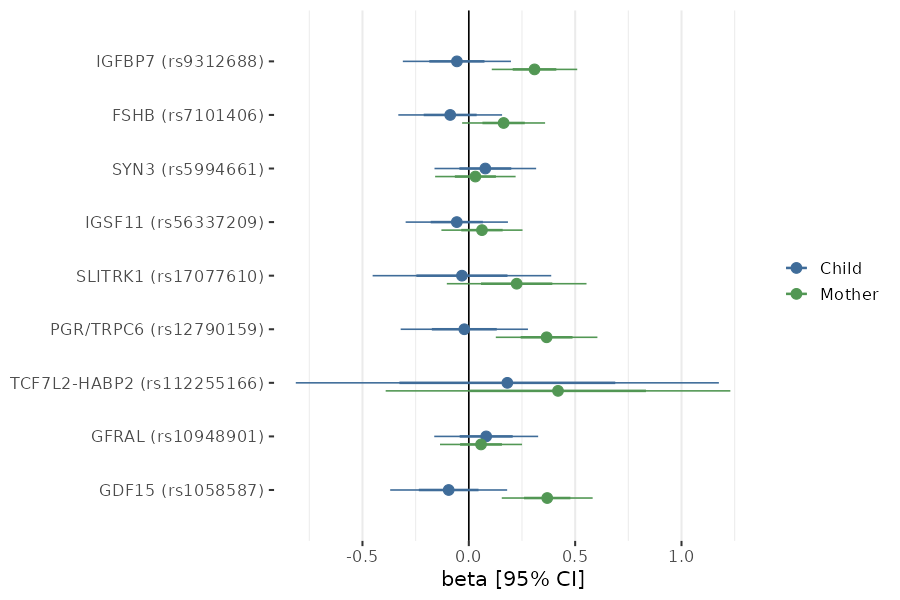 IGFBP7 (rs9312688)
FSHB (rs7101406)
SYN3 (rs5994661)
IGSF11 (rs56337209)
SLITRK1 (rs17077610)
PGR/TRPC6 (rs12790159)
TCF7L2-HABP2 (rs112255166)
GFRAL (rs10948901)
GDF15 (rs1058587)
-0.5 0.0 0.5 1.0
beta [95% CI]
Child
Mother